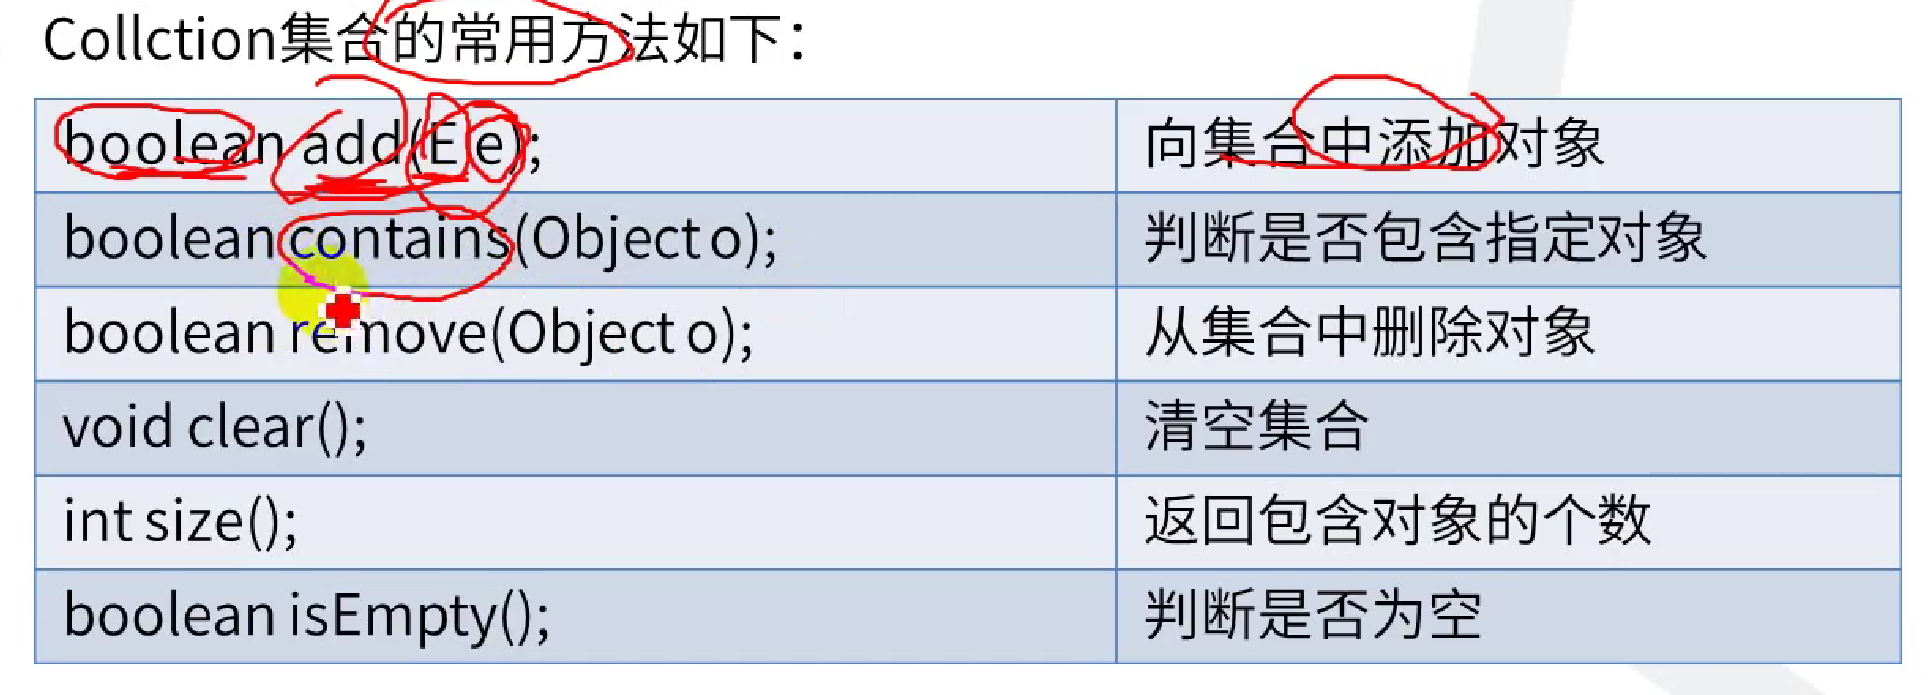 Collction集合的常用方法如下：
boolean add(E e);
向集合中添加对象
boolean contains(Object o);
判断是否包含指定对象
boolean remove(Object o);
从集合中删除对象
void clear();
清空集合
int size();
返回包含对象的个数
boolean isEmpty();
判断是否为空